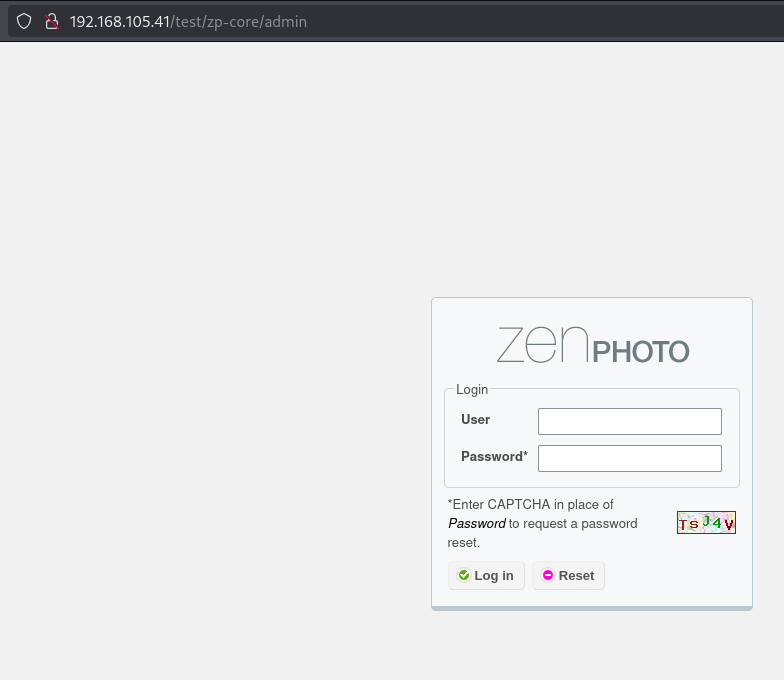 192.168.105.41/test/zp-core/admin
zenPHOTO
Login
User
Password*
*Enter CAPTCHA in place of
Password to request a password
reset.
TsJ4V
Log in
Reset